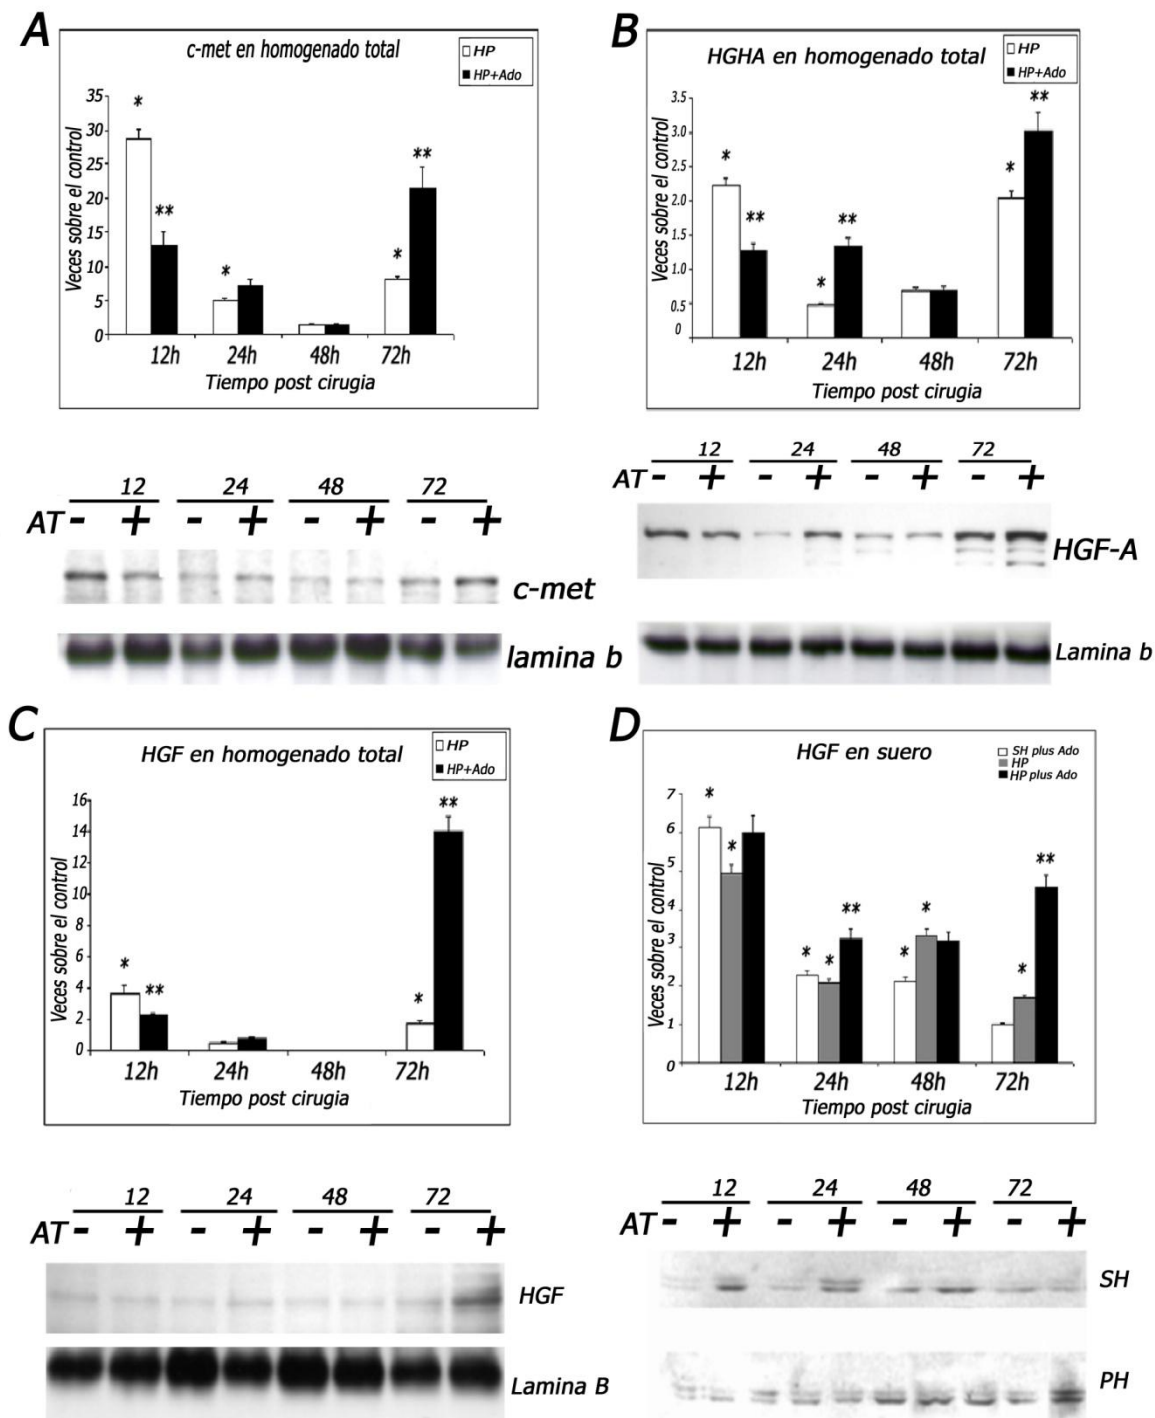 A
c-met en homogenado total
HP
HP+Ado
Veces sobre el control
35
30
25
20
15
10
5
0
*
**
*
*
**
12h 24h 48h 72h
Tiempo post cirugia
12 24 48 72
AT - + - + - + - +
c-met
lamina b
B
HGHA en homogenado total
HP
HP+Ado
Veces sobre el control
3.5
3.0
2.5
2.0
1.5
1.0
0.5
0
*
**
*
**
*
**
12h 24h 48h 72h
Tiempo post cirugia
12 24 48 72
AT - + - + - + - +
HGF-A
Lamina b
C
HGF en homogenado total
HP
HP+Ado
Veces sobre el control
16
14
12
10
8
6
4
2
0
*
**
*
**
12h 24h 48h 72h
Tiempo post cirugia
12 24 48 72
AT - + - + - + - +
HGF
Lamina B
D
HGF en suero
SH plus Ado
HP
HP plus Ado
Veces sobre el control
7
6
5
4
3
2
1
0
*
*
*
*
**
*
*
*
**
12h 24h 48h 72h
Tiempo post cirugia
12 24 48 72
AT - + - + - + - +
SH
PH